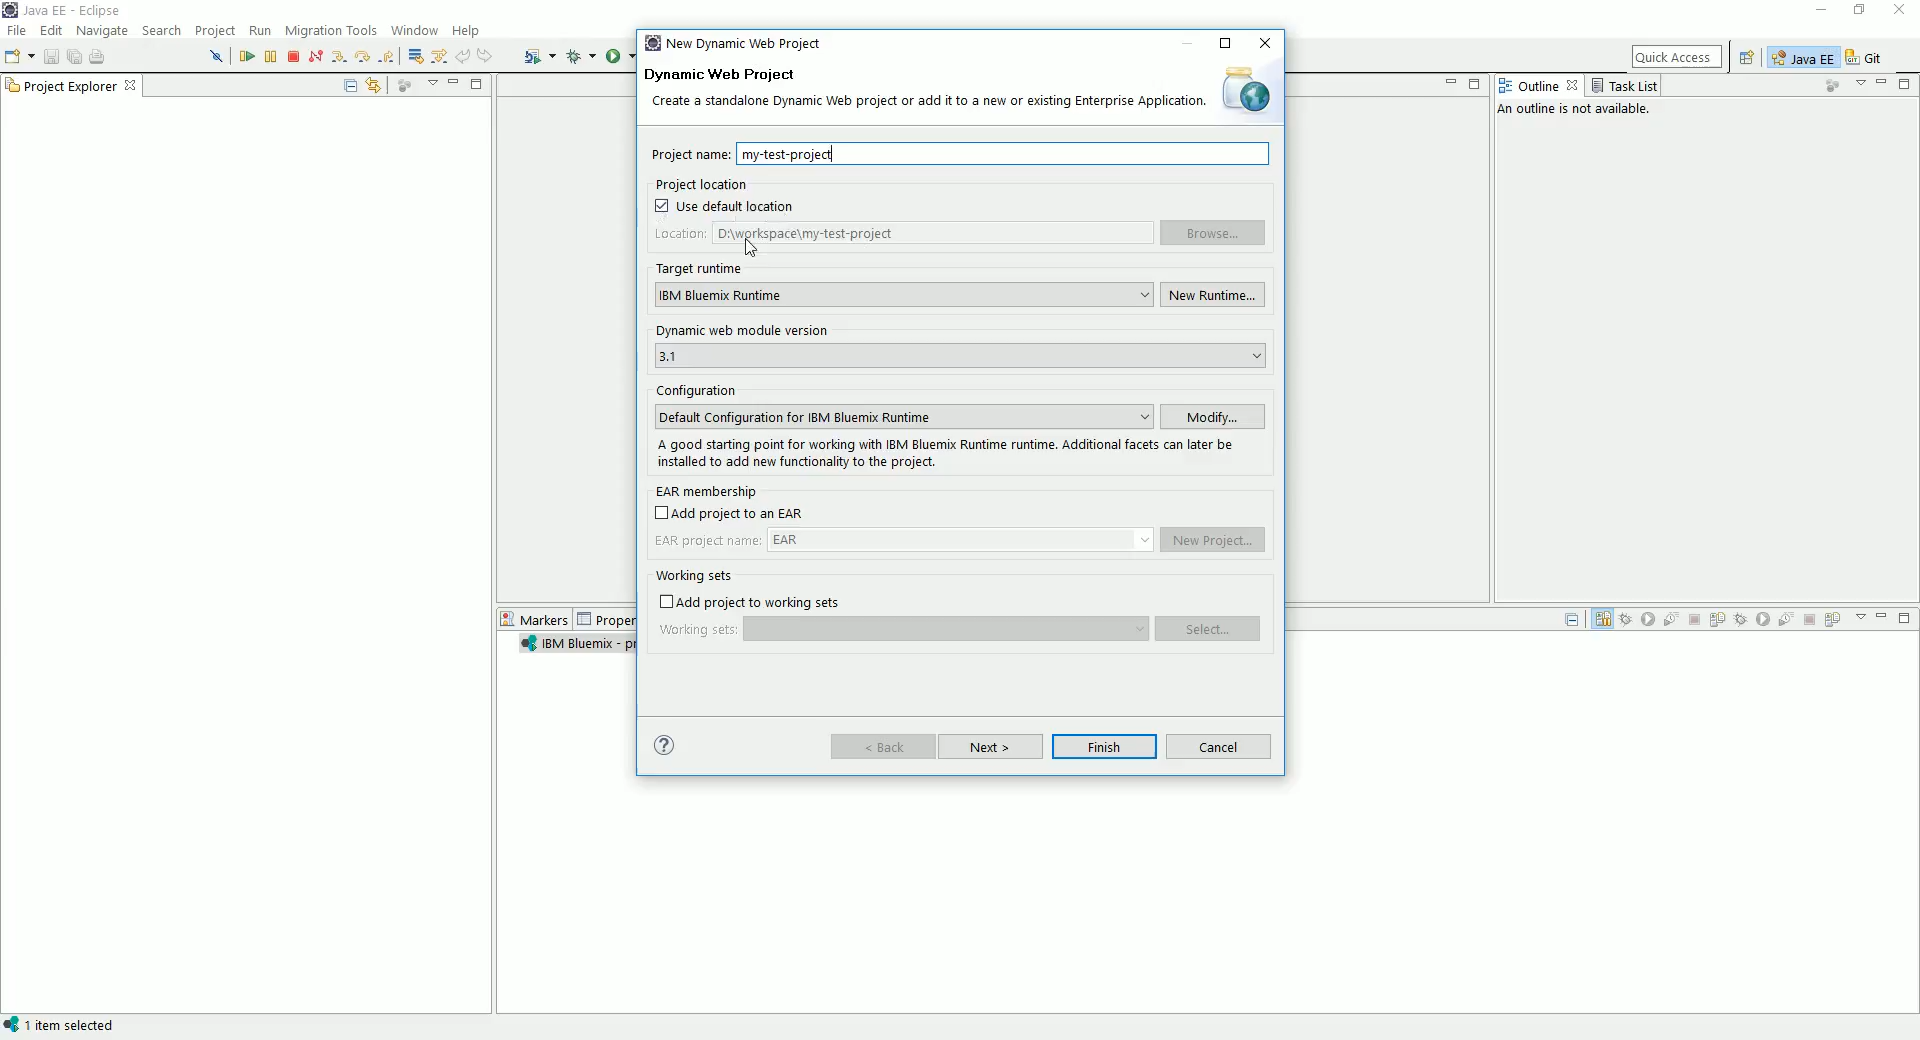 Java EE - Eclipse
File Edit Navigate Search Project Run Migration Tools Window Help
Quick Access Java EE Git
Project Explorer
New Dynamic Web Project
Dynamic Web Project
Create a standalone Dynamic Web project or add it to a new or existing Enterprise Application.
Project name: my-test-project
Project location
Use default location
Location: D:\workspace\my-test-project Browse...
Target runtime
IBM Bluemix Runtime New Runtime...
Dynamic web module version
3.1
Configuration
Default Configuration for IBM Bluemix Runtime Modify...
A good starting point for working with IBM Bluemix Runtime runtime. Additional facets can later be
installed to add new functionality to the project.
EAR membership
Add project to an EAR
EAR project name: EAR New Project...
Working sets
Add project to working sets
Working sets: Select...
< Back Next > Finish Cancel
Outline Task List
An outline is not available.
Markers Proper
IBM Bluemix - pr
1 item selected